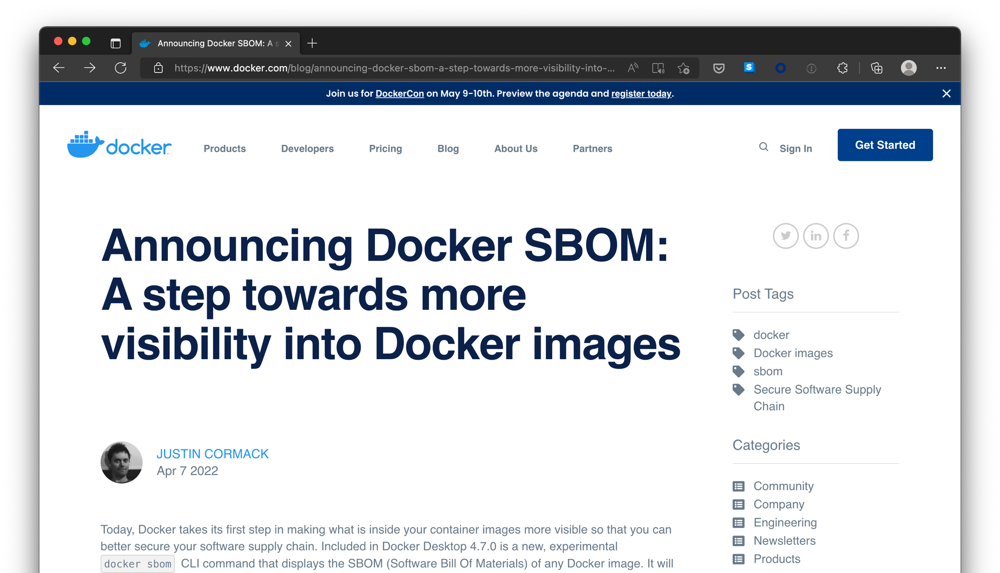 Announcing Docker SBOM: A s
https://www.docker.com/blog/announcing-docker-sbom-a-step-towards-more-visibility-into-...
Join us for DockerCon on May 9-10th. Preview the agenda and register today.
docker
Products
Developers
Pricing
Blog
About Us
Partners
Sign In
Get Started
Announcing Docker SBOM:
A step towards more
visibility into Docker images
JUSTIN CORMACK
Apr 7 2022
Today, Docker takes its first step in making what is inside your container images more visible so that you can
better secure your software supply chain. Included in Docker Desktop 4.7.0 is a new, experimental
docker sbom CLI command that displays the SBOM (Software Bill Of Materials) of any Docker image. It will
Post Tags
docker
Docker images
sbom
Secure Software Supply
Chain
Categories
Community
Company
Engineering
Newsletters
Products